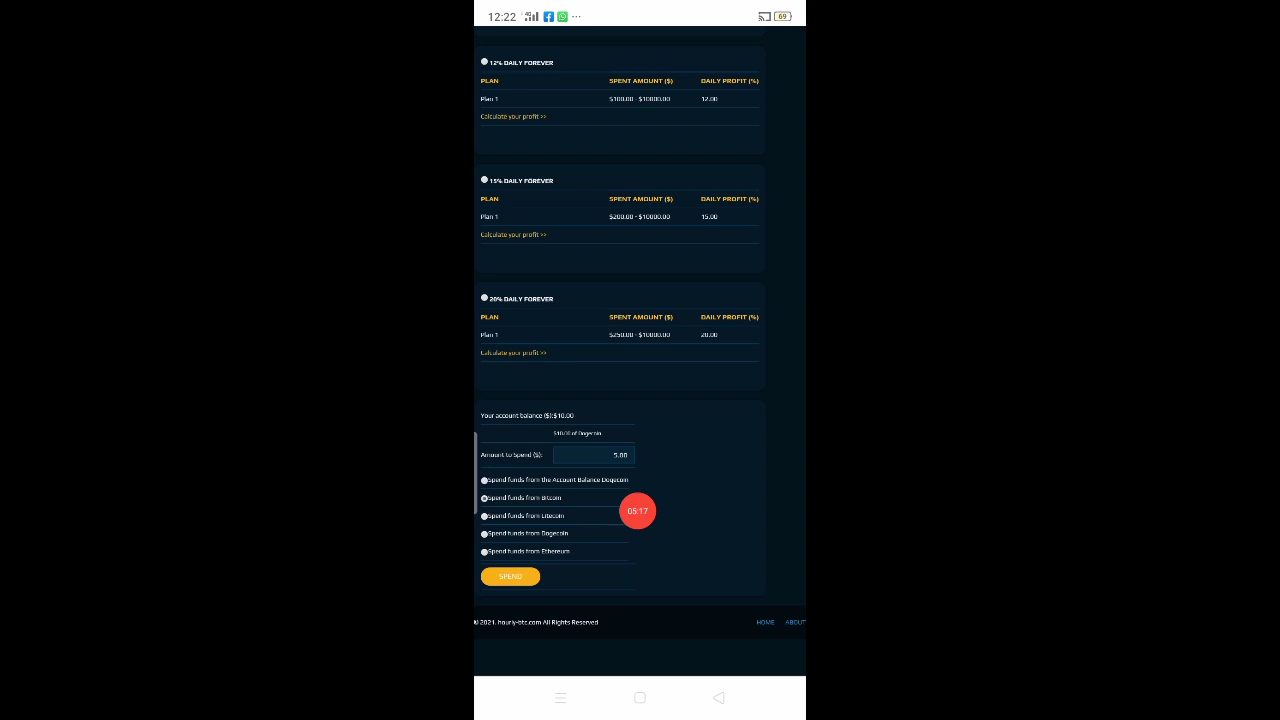 12:22 4G ... 69
12% DAILY FOREVER
PLAN SPENT AMOUNT ($) DAILY PROFIT (%)
Plan 1 $100.00 - $10000.00 12.00
Calculate your profit >>
15% DAILY FOREVER
PLAN SPENT AMOUNT ($) DAILY PROFIT (%)
Plan 1 $200.00 - $10000.00 15.00
Calculate your profit >>
20% DAILY FOREVER
PLAN SPENT AMOUNT ($) DAILY PROFIT (%)
Plan 1 $250.00 - $10000.00 20.00
Calculate your profit >>
Your account balance ($):$10.00
$10.00 of Dogecoin
Amount to Spend ($): 5.00
Spend funds from the Account Balance Dogecoin
Spend funds from Bitcoin
05:17
Spend funds from Litecoin
Spend funds from Dogecoin
Spend funds from Ethereum
SPEND
© 2021. hourly-btc.com All Rights Reserved HOME ABOUT